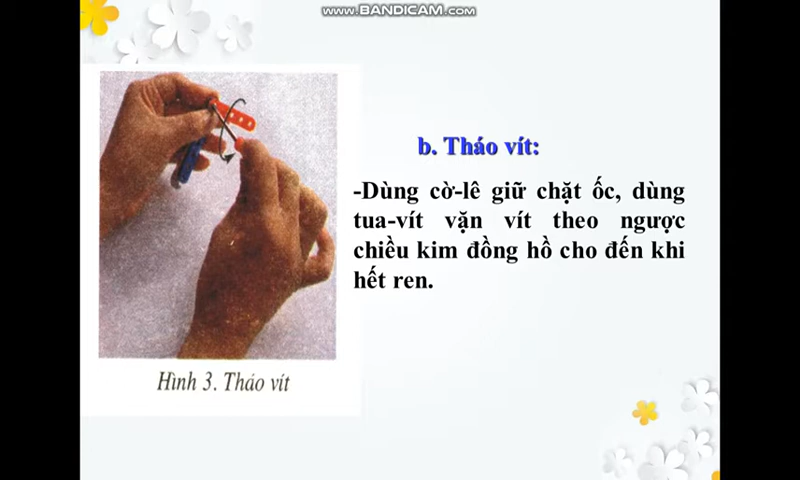 www.BANDICAM.com
b. Tháo vít:
-Dùng cờ-lê giữ chặt ốc, dùng
tua-vít vặn vít theo ngược
chiều kim đồng hồ cho đến khi
hết ren.
Hình 3. Tháo vít